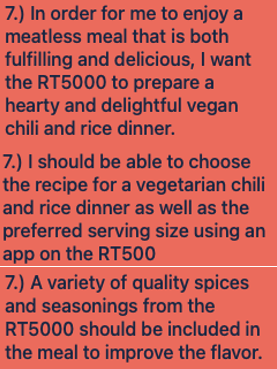 7.) In order for me to enjoy a
meatless meal that is both
fulfilling and delicious, I want
the RT5000 to prepare a
hearty and delightful vegan
chili and rice dinner.
7.) I should be able to choose
the recipe for a vegetarian chili
and rice dinner as well as the
preferred serving size using an
app on the RT500
7.) A variety of quality spices
and seasonings from the
RT5000 should be included in
the meal to improve the flavor.